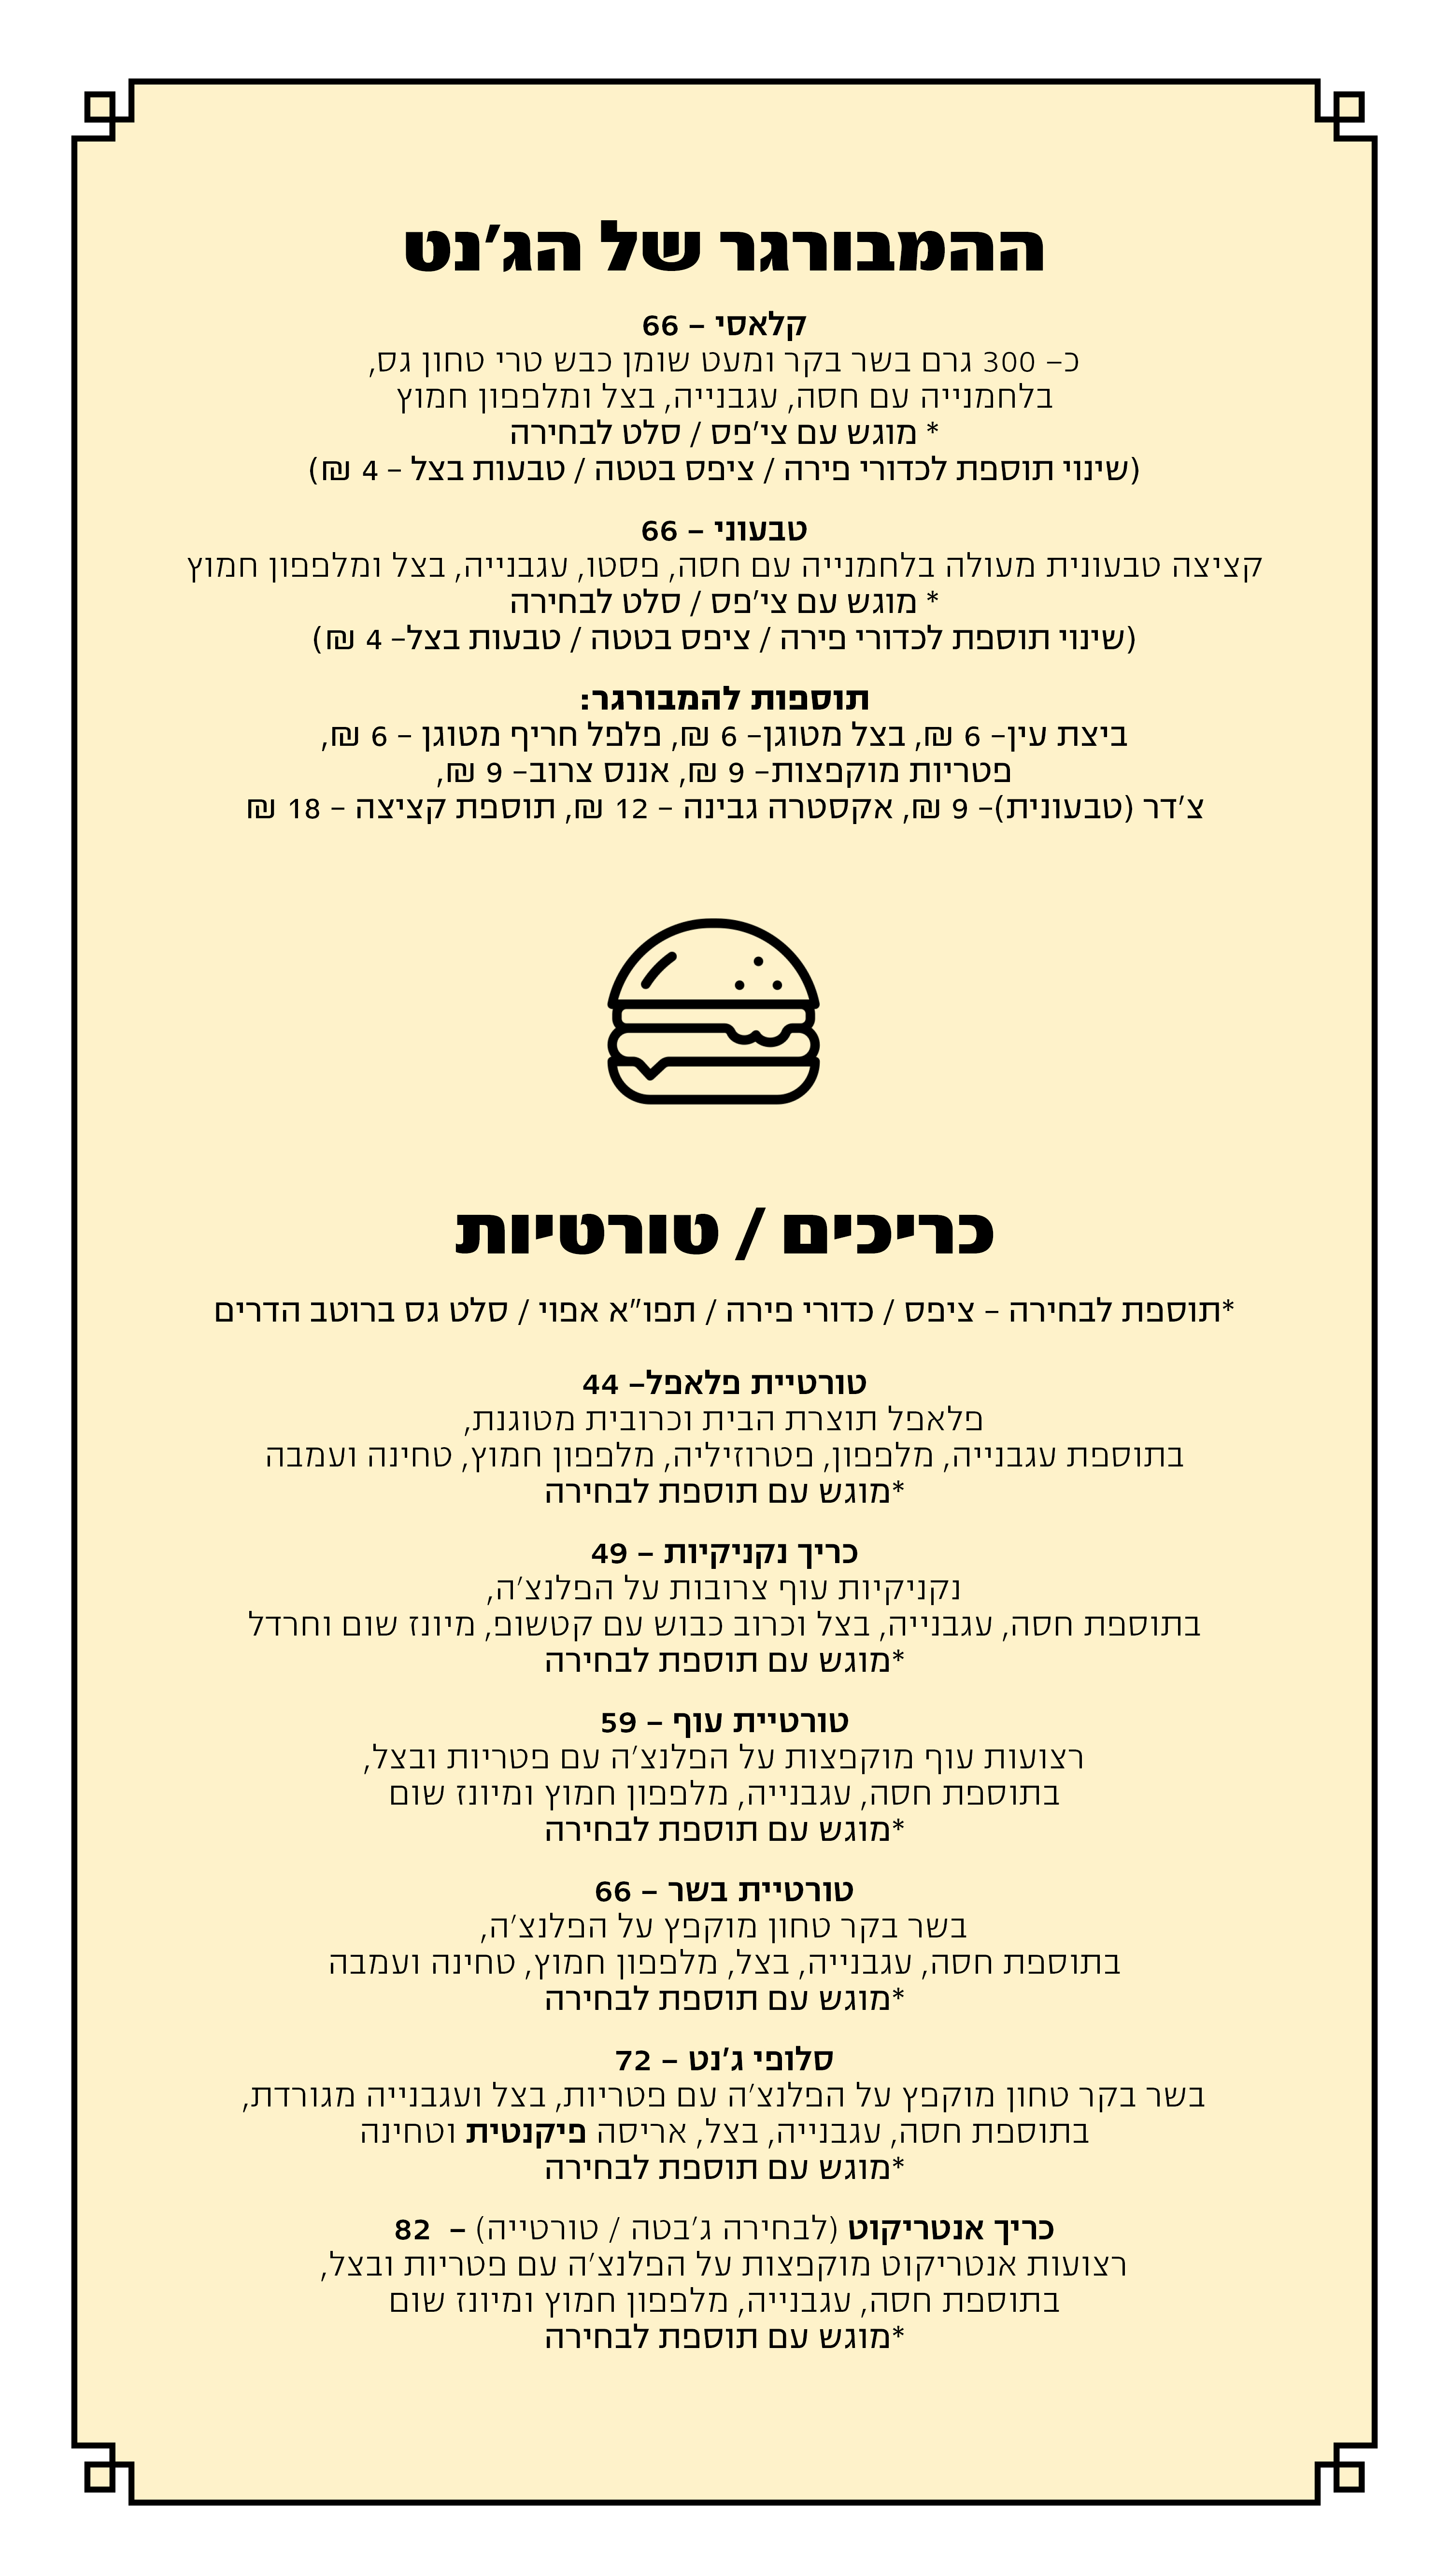 ההמבורגר של הג'נט
קלאסי – 66
כ– 300 גרם בשר בקר ומעט שומן כבש טרי טחון גס,
בלחמנייה עם חסה, עגבנייה, בצל ומלפפון חמוץ
* מוגש עם צי'פס / סלט לבחירה
(שינוי תוספת לכדורי פירה / ציפס בטטה / טבעות בצל – 4 ₪)
טבעוני – 66
קציצה טבעונית מעולה בלחמנייה עם חסה, פסטו, עגבנייה, בצל ומלפפון חמוץ
* מוגש עם צי'פס / סלט לבחירה
(שינוי תוספת לכדורי פירה / ציפס בטטה / טבעות בצל– 4 ₪)
תוספות להמבורגר:
ביצת עין– 6 ₪, בצל מטוגן– 6 ₪, פלפל חריף מטוגן – 6 ₪,
פטריות מוקפצות– 9 ₪, אננס צרוב– 9 ₪,
צ'דר (טבעונית)– 9 ₪, אקסטרה גבינה – 12 ₪, תוספת קציצה – 18 ₪
כריכים / טורטיות
*תוספת לבחירה – ציפס / כדורי פירה / תפו"א אפוי / סלט גס ברוטב הדרים
טורטיית פלאפל– 44
פלאפל תוצרת הבית וכרובית מטוגנת,
בתוספת עגבנייה, מלפפון, פטרוזיליה, מלפפון חמוץ, טחינה ועמבה
*מוגש עם תוספת לבחירה
כריך נקניקיות – 49
נקניקיות עוף צרובות על הפלנצ'ה,
בתוספת חסה, עגבנייה, בצל וכרוב כבוש עם קטשופ, מיונז שום וחרדל
*מוגש עם תוספת לבחירה
טורטיית עוף – 59
רצועות עוף מוקפצות על הפלנצ'ה עם פטריות ובצל,
בתוספת חסה, עגבנייה, מלפפון חמוץ ומיונז שום
*מוגש עם תוספת לבחירה
טורטיית בשר – 66
בשר בקר טחון מוקפץ על הפלנצ'ה,
בתוספת חסה, עגבנייה, בצל, מלפפון חמוץ, טחינה ועמבה
*מוגש עם תוספת לבחירה
סלופי ג'נט – 72
בשר בקר טחון מוקפץ על הפלנצ'ה עם פטריות, בצל ועגבנייה מגורדת,
בתוספת חסה, עגבנייה, בצל, אריסה פיקנטית וטחינה
*מוגש עם תוספת לבחירה
כריך אנטריקוט (לבחירה ג'בטה / טורטייה) – 82
רצועות אנטריקוט מוקפצות על הפלנצ'ה עם פטריות ובצל,
בתוספת חסה, עגבנייה, מלפפון חמוץ ומיונז שום
*מוגש עם תוספת לבחירה